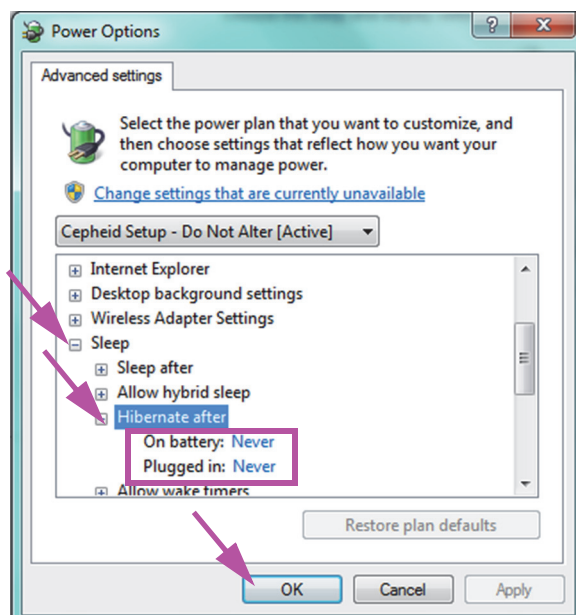 Power Options
?
Advanced settings
Select the power plan that you want to customize, and
then choose settings that reflect how you want your
computer to manage power.
Change settings that are currently unavailable
Cepheid Setup - Do Not Alter [Active]
Internet Explorer
Desktop background settings
Wireless Adapter Settings
Sleep
Sleep after
Allow hybrid sleep
Hibernate after
On battery: Never
Plugged in: Never
Allow wake timers
Restore plan defaults
OK Cancel Apply